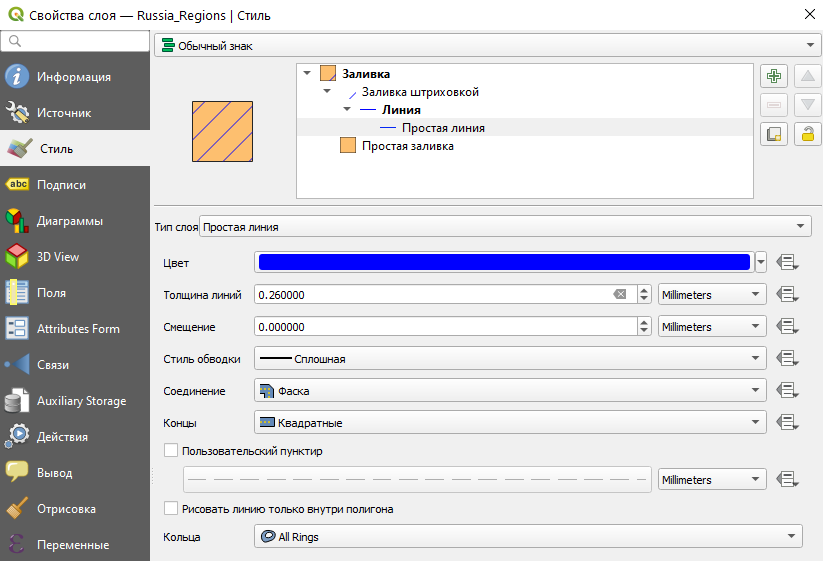 Свойства слоя — Russia_Regions | Стиль
Информация
Источник
Стиль
abc Подписи
Диаграммы
3D View
Поля
Attributes Form
Связи
Auxiliary Storage
Действия
Вывод
Отрисовка
Переменные
Обычный знак
Заливка
Заливка штриховкой
Линия
Простая линия
Простая заливка
Тип слоя Простая линия
Цвет
Толщина линий 0.260000 Millimeters
Смещение 0.000000 Millimeters
Стиль обводки Сплошная
Соединение Фаска
Концы Квадратные
Пользовательский пунктир
Millimeters
Рисовать линию только внутри полигона
Кольца All Rings